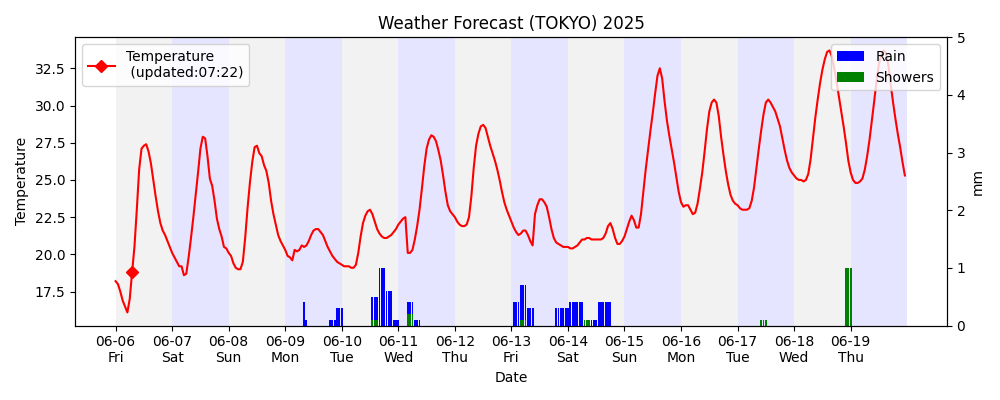 Weather Forecast (TOKYO) 2025
Temperature
(updated:07:22)
Rain
Showers
Temperature
32.5
30.0
27.5
25.0
22.5
20.0
17.5
5
4
3
2
1
0
mm
06-06 06-07 06-08 06-09 06-10 06-11 06-12 06-13 06-14 06-15 06-16 06-17 06-18 06-19
Fri Sat Sun Mon Tue Wed Thu Fri Sat Sun Mon Tue Wed Thu
Date